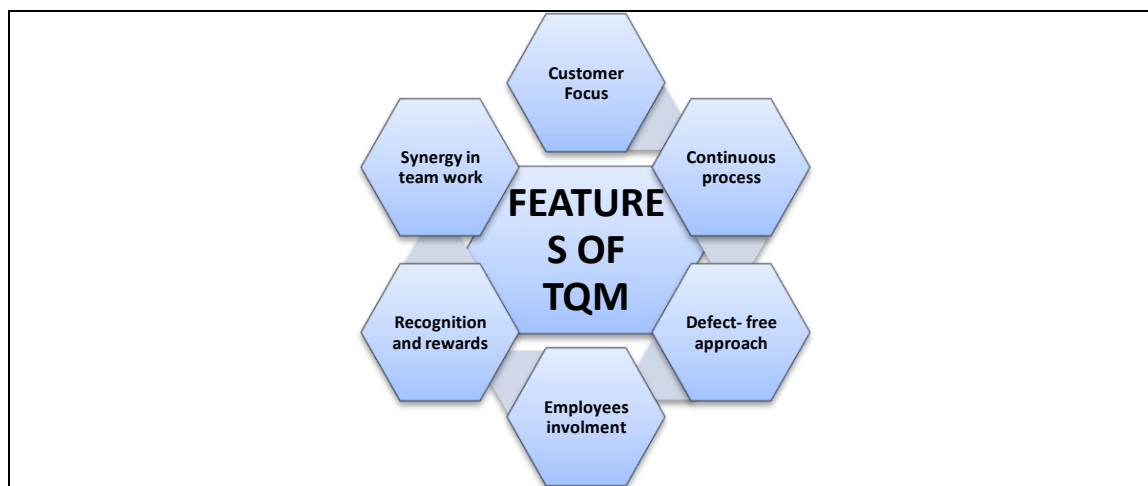 Customer
Focus
Continuous
process
Defect- free
approach
Employees
involment
Recognition
and rewards
Synergy in
team work
FEATURE
S OF
TQM